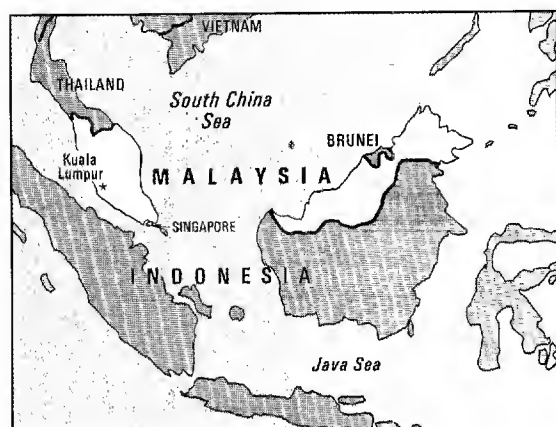 VIETNAM
THAILAND
South China
Sea
BRUNEI
Kuala
Lumpur
MALAYSIA
SINGAPORE
INDONESIA
Java Sea